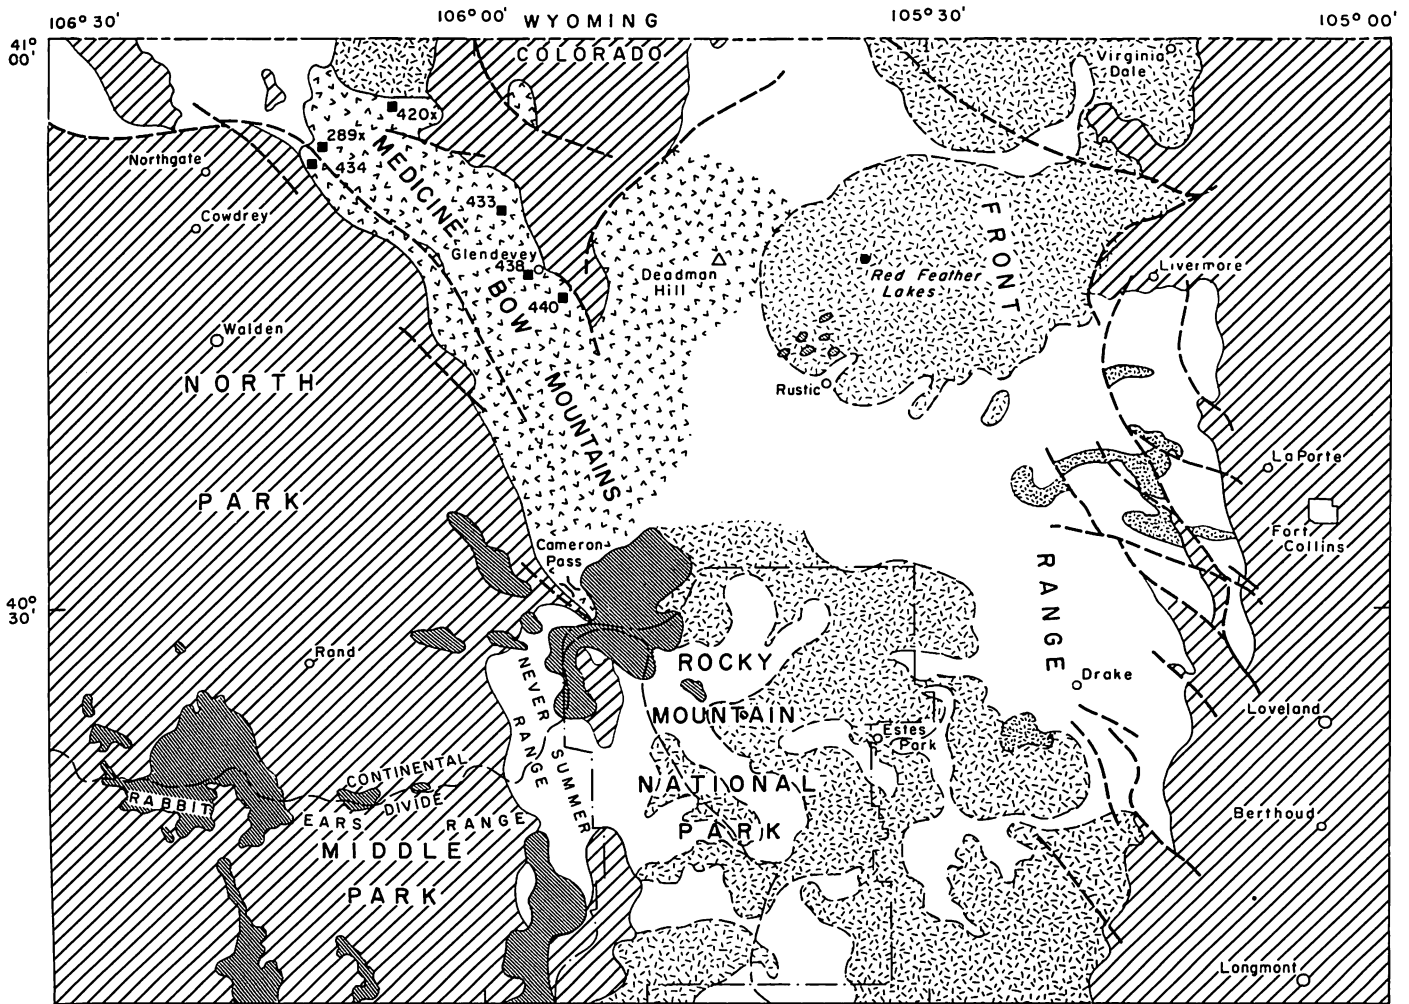 106° 30'
106° 00'
WYOMING
105° 30'
105° 00'
41°
00'
COLORADO
Virginia
Dale
420x
289x
434
Northgate
MEDICINE
433
Cowdrey
FRONT
Glendevey
438
Deadman
Hill
Red Feather
Lakes
Livermore
440
BOW
Walden
NORTH
MOUNTAINS
Rustic
LaPorte
PARK
Fort
Collins
Cameron
Pass
RANGE
40°
30'
Rand
NEVER
SUMMER
RANGE
ROCKY
Drake
MOUNTAIN
Estes
Park
Loveland
CONTINENTAL
DIVIDE
NATIONAL
RABBIT
EARS
RANGE
Berthoud
PARK
MIDDLE
PARK
Longmont